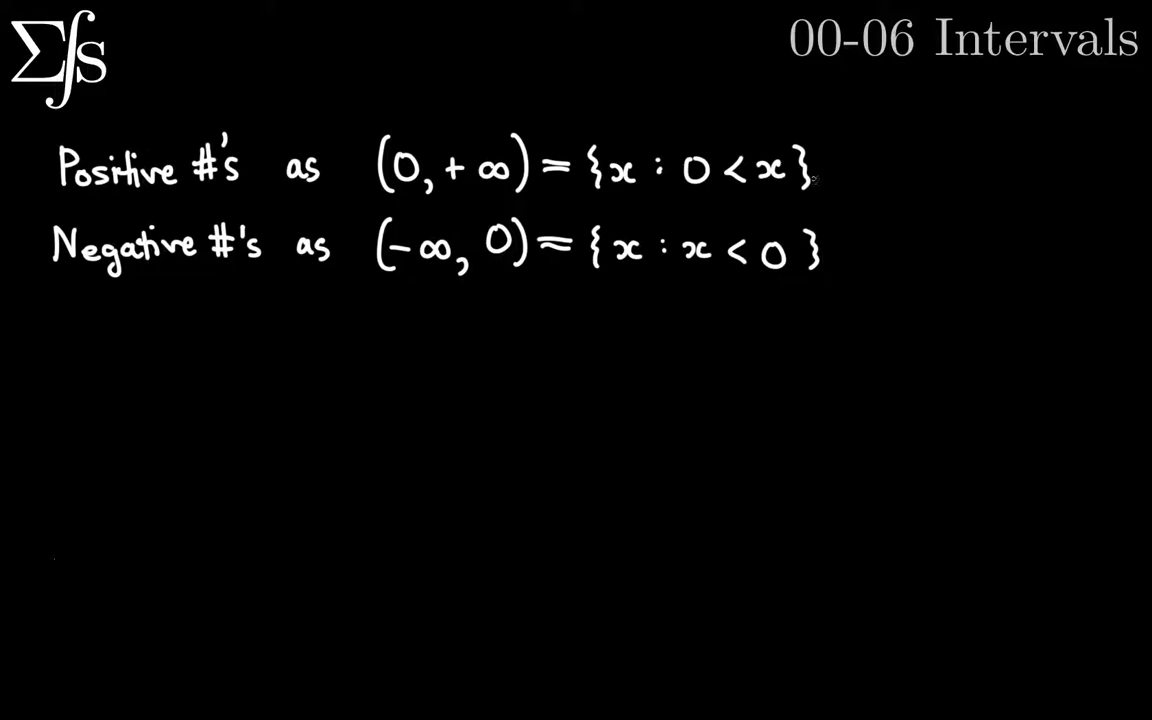 ∑∫S
00-06 Intervals
Positive #'s as (0, + ∞) = {x : 0 < x}
Negative #'s as (-∞, 0) = {x : x < 0 }